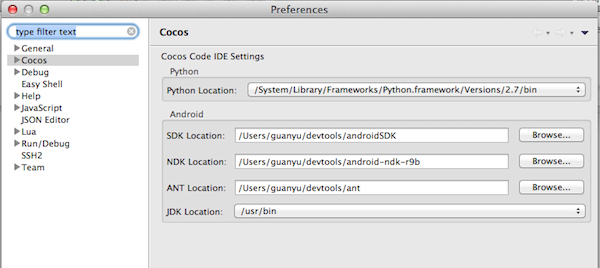 Preferences
type filter text
General
Cocos
Debug
Easy Shell
Help
JavaScript
JSON Editor
Lua
Run/Debug
SSH2
Team
Cocos
Cocos Code IDE Settings
Python
Python Location: /System/Library/Frameworks/Python.framework/Versions/2.7/bin
Android
SDK Location: /Users/guanyu/devtools/androidSDK Browse...
NDK Location: /Users/guanyu/devtools/android-ndk-r9b Browse...
ANT Location: /Users/guanyu/devtools/ant Browse...
JDK Location: /usr/bin